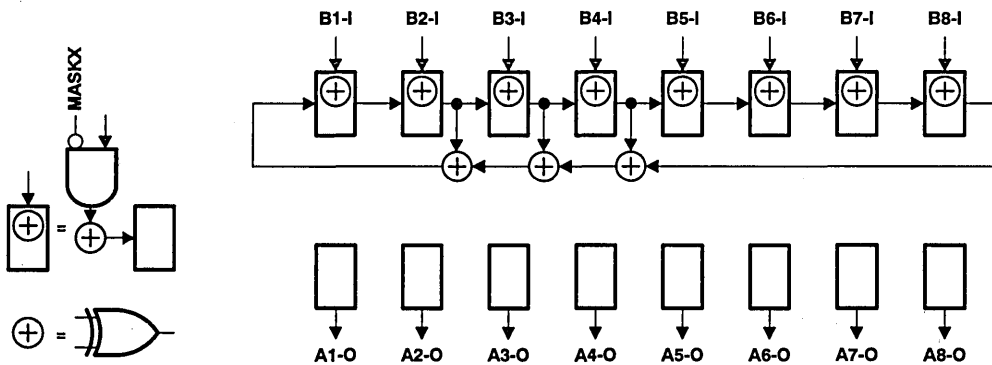 B1-I B2-I B3-I B4-I B5-I B6-I B7-I B8-I
MASKX
=
=
A1-O A2-O A3-O A4-O A5-O A6-O A7-O A8-O